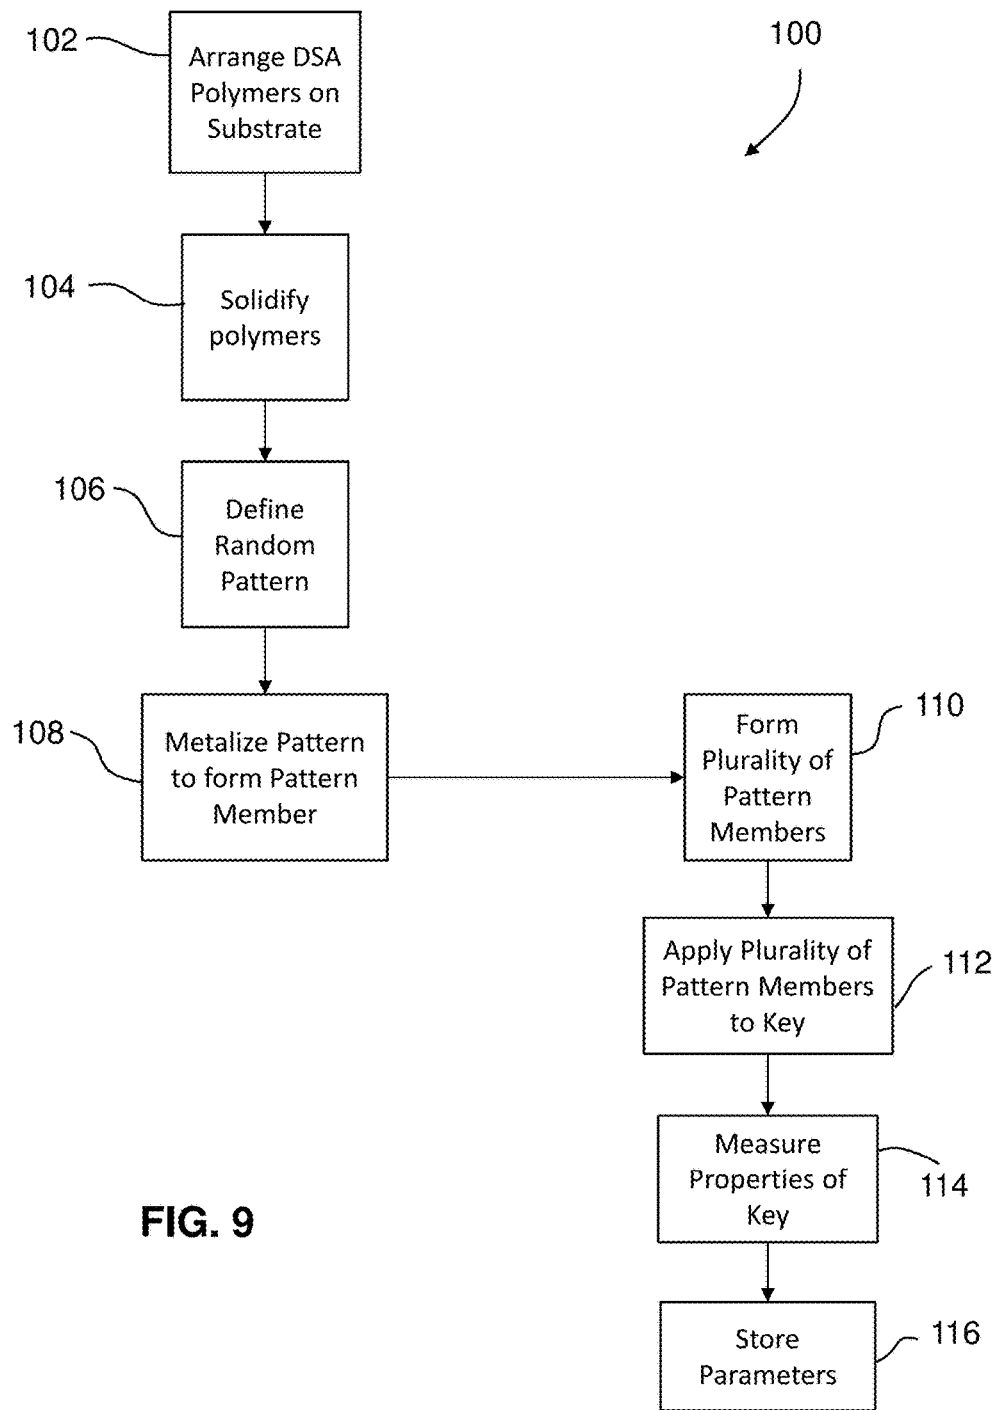 102
Arrange DSA
Polymers on
Substrate
100
104
Solidify
polymers
106
Define
Random
Pattern
108
Metalize Pattern
to form Pattern
Member
110
Form
Plurality of
Pattern
Members
112
Apply Plurality of
Pattern Members
to Key
114
Measure
Properties of
Key
116
Store
Parameters
FIG. 9